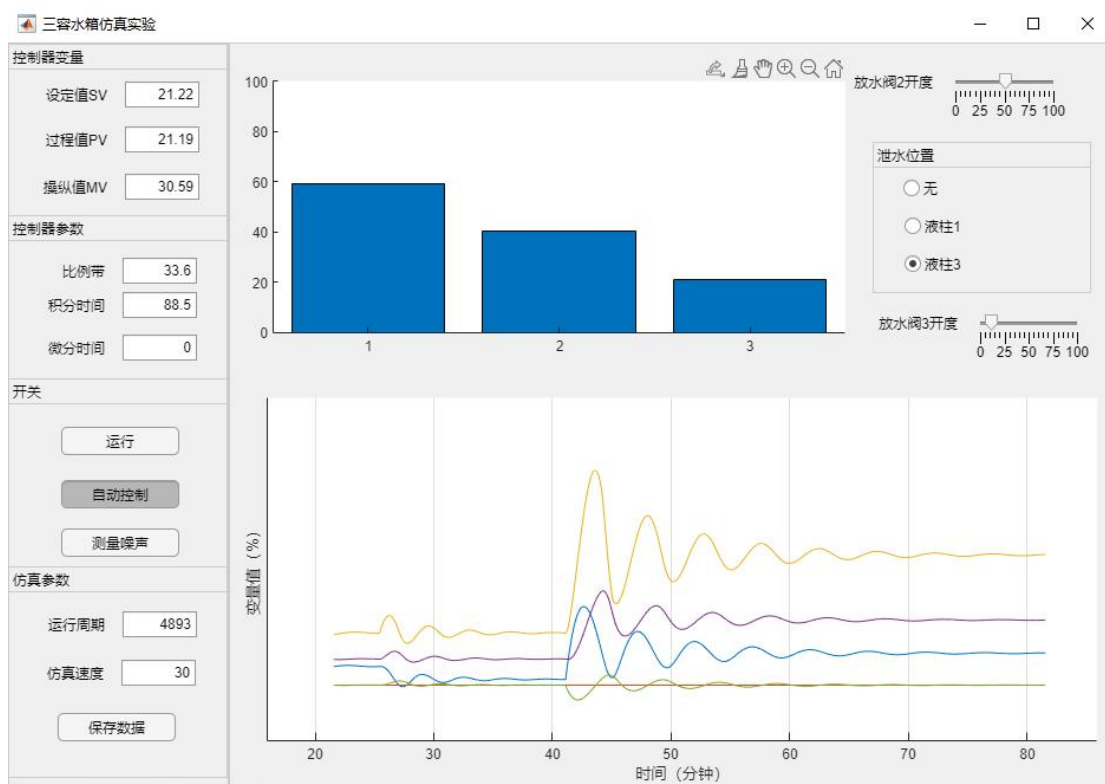 三容水箱仿真实验
控制器变量
设定值SV 21.22
过程值PV 21.19
操纵值MV 30.59
控制器参数
比例带 33.6
积分时间 88.5
微分时间 0
开关
运行
自动控制
测量噪声
仿真参数
运行周期 4893
仿真速度 30
保存数据
100
80
60
40
20
0
1 2 3
放水阀2开度
0 25 50 75 100
泄水位置
无
液柱1
液柱3
放水阀3开度
0 25 50 75 100
变量值（%）
20 30 40 50 60 70 80
时间（分钟）